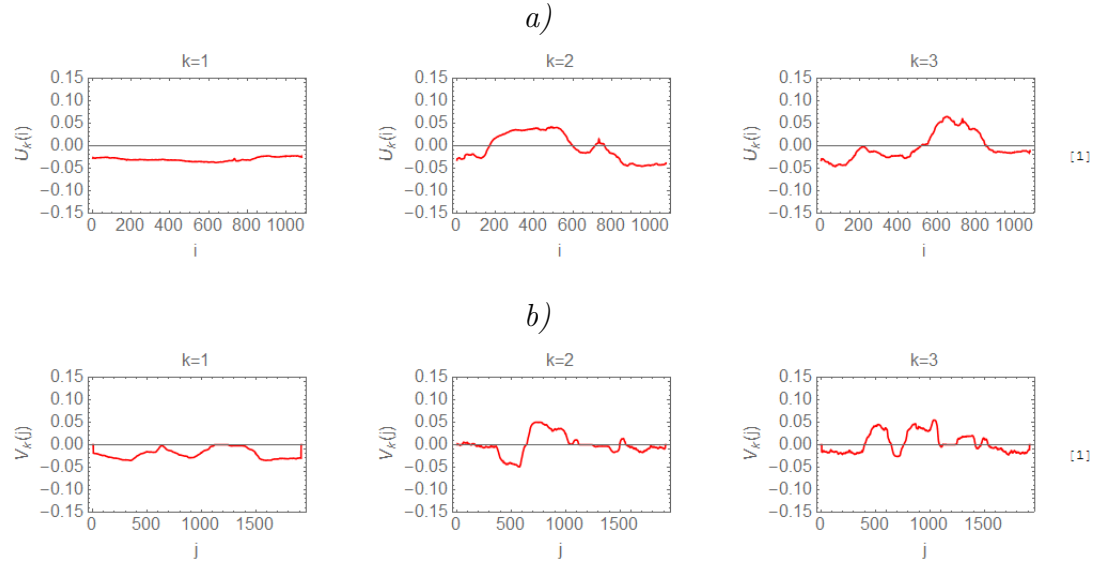 a)
k=1 k=2 k=3
0.15 0.15 0.15
0.10 0.10 0.10
0.05 0.05 0.05
U_k(i) 0.00 U_k(i) 0.00 U_k(i) 0.00 [1]
−0.05 −0.05 −0.05
−0.10 −0.10 −0.10
−0.15 −0.15 −0.15
0 200 400 600 800 1000 0 200 400 600 800 1000 0 200 400 600 800 1000
i i i
b)
k=1 k=2 k=3
0.15 0.15 0.15
0.10 0.10 0.10
0.05 0.05 0.05
V_k(j) 0.00 V_k(j) 0.00 V_k(j) 0.00 [1]
−0.05 −0.05 −0.05
−0.10 −0.10 −0.10
−0.15 −0.15 −0.15
0 500 1000 1500 0 500 1000 1500 0 500 1000 1500
j j j